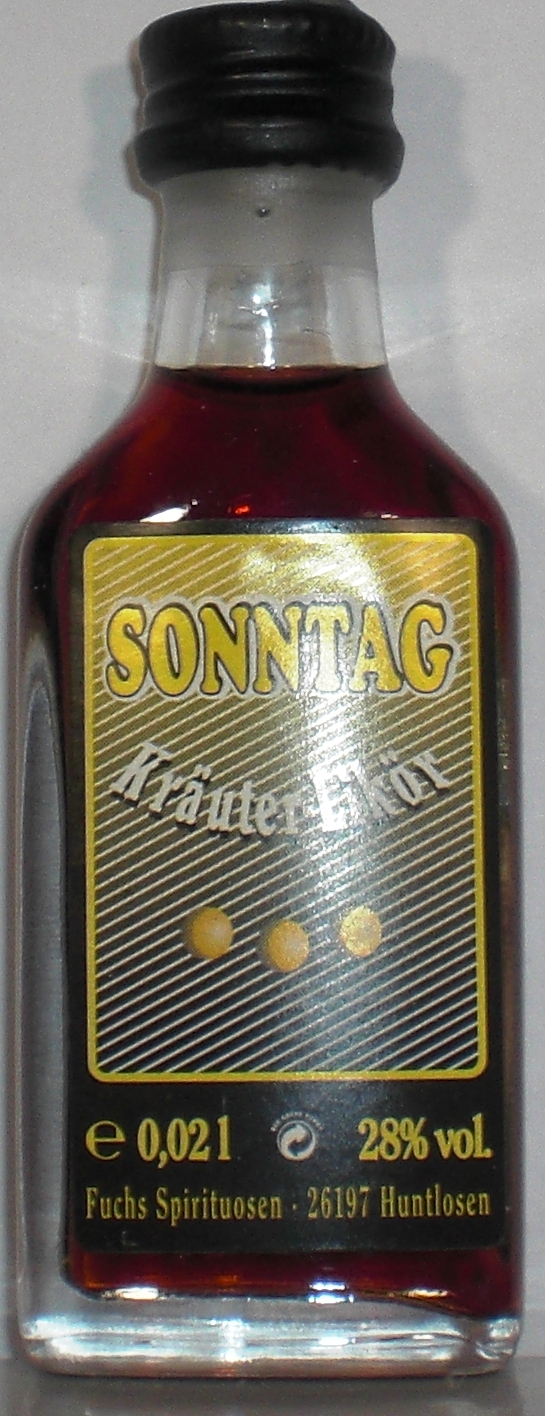 SONNTAG
Kräuter-Likör
℮ 0,02 l 28% vol.
Fuchs Spirituosen · 26197 Huntlosen